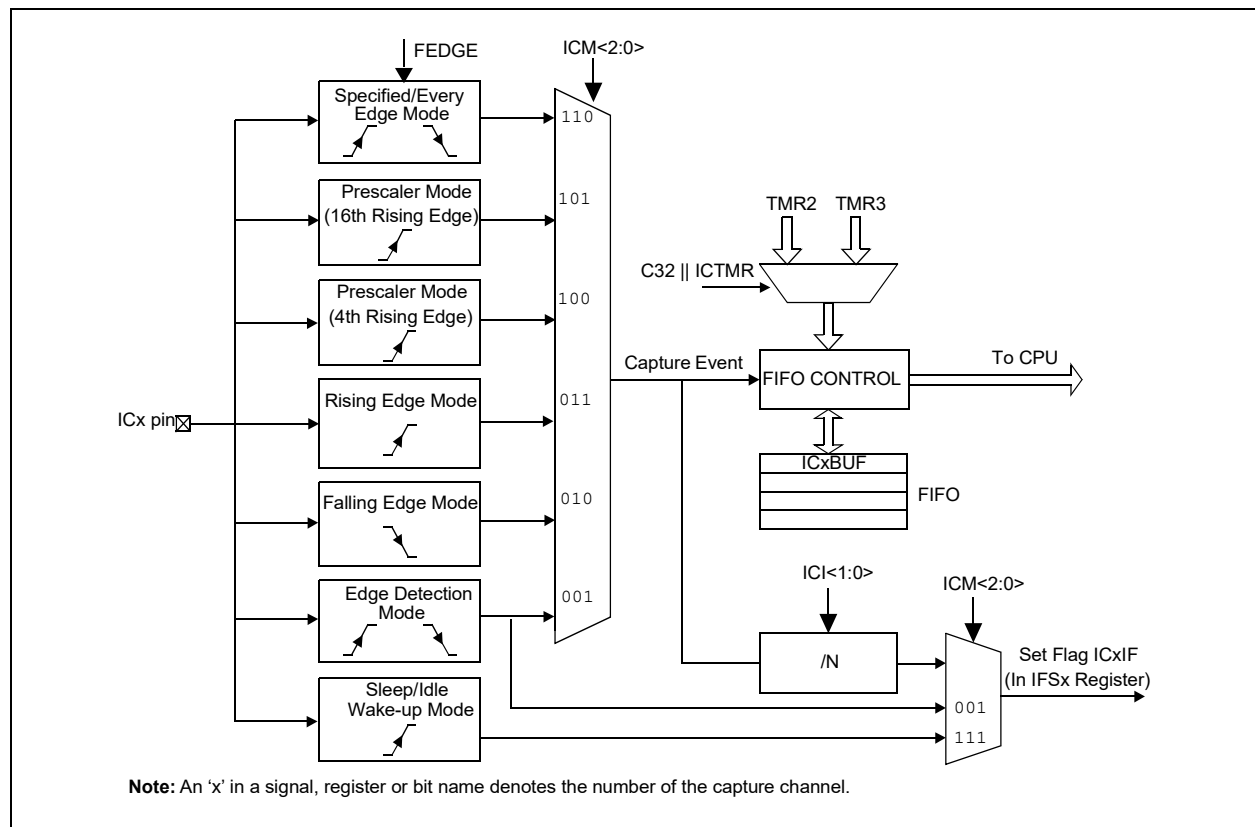 FEDGE
ICM<2:0>
Specified/Every
Edge Mode
110
Prescaler Mode
(16th Rising Edge)
101
TMR2
TMR3
C32 || ICTMR
Prescaler Mode
(4th Rising Edge)
100
Capture Event
FIFO CONTROL
To CPU
Rising Edge Mode
011
ICx pin
ICxBUF
FIFO
Falling Edge Mode
010
ICI<1:0>
ICM<2:0>
Edge Detection
Mode
001
/N
Set Flag ICxIF
(In IFSx Register)
Sleep/Idle
Wake-up Mode
001
111
Note: An ‘x’ in a signal, register or bit name denotes the number of the capture channel.